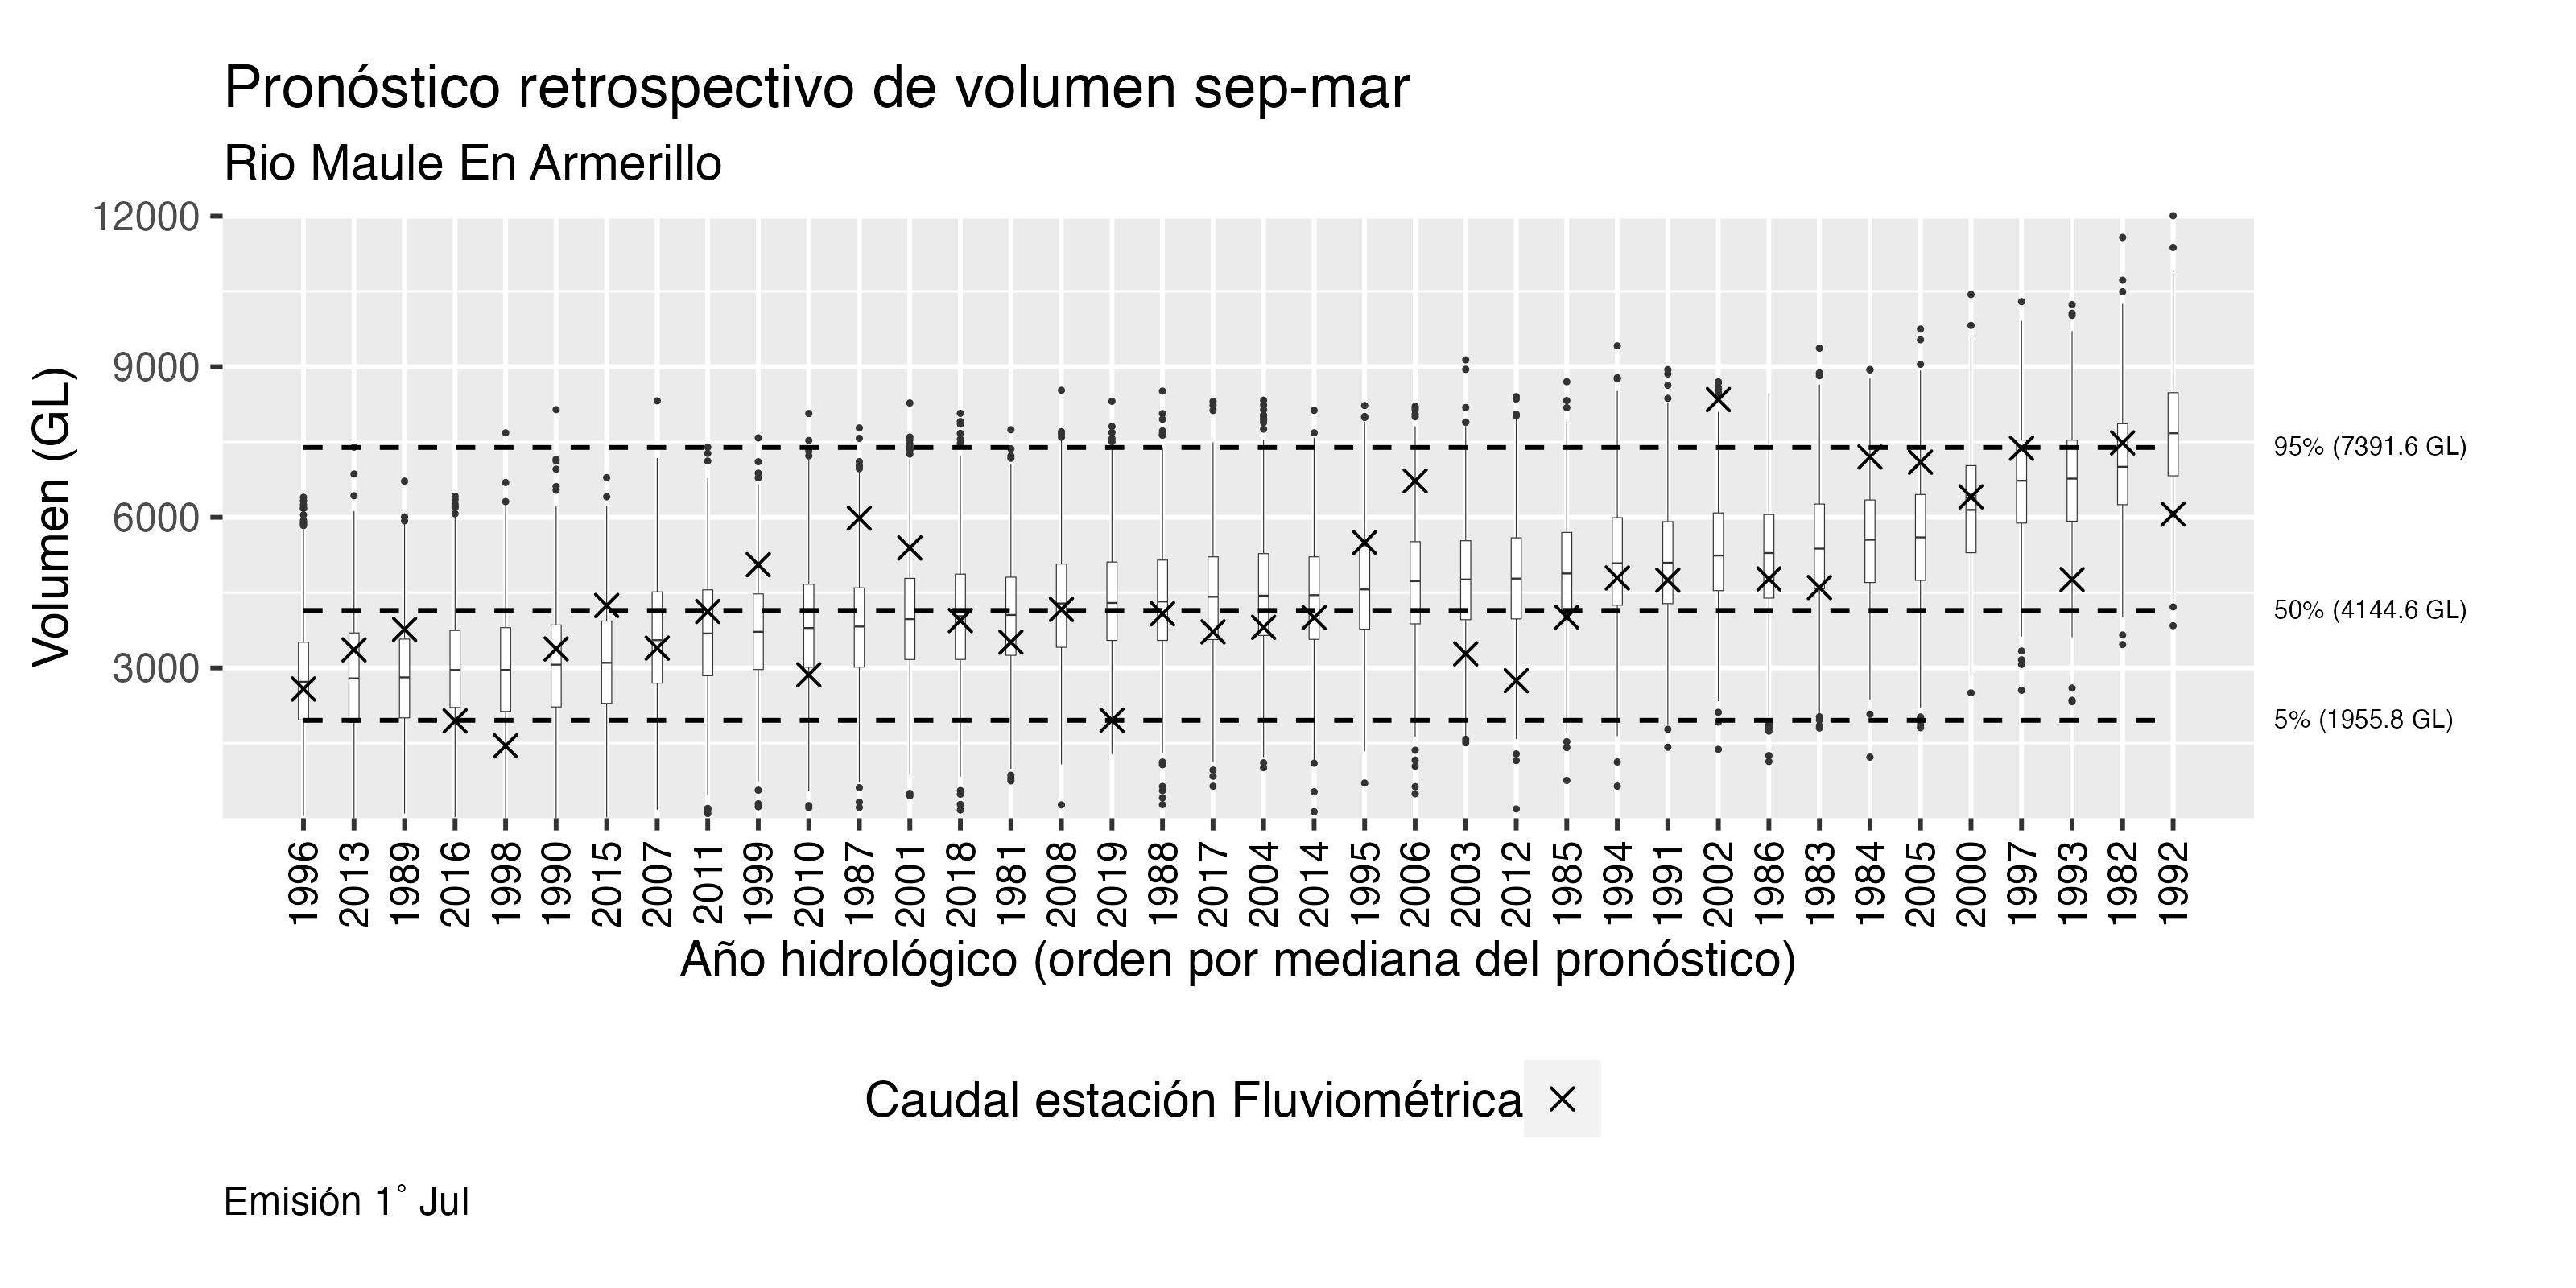 Pronóstico retrospectivo de volumen sep-mar
Rio Maule En Armerillo
Volumen (GL)
12000
9000
6000
3000
95% (7391.6 GL)
50% (4144.6 GL)
5% (1955.8 GL)
1996 2013 1989 2016 1998 1990 2015 2007 2011 1999 2010 1987 2001 2018 1981 2008 2019 1988 2017 2004 2014 1995 2006 2003 2012 1985 1994 1991 2002 1986 1983 1984 2005 2000 1997 1993 1982 1992
Año hidrológico (orden por mediana del pronóstico)
Caudal estación Fluviométrica
Emisión 1° Jul